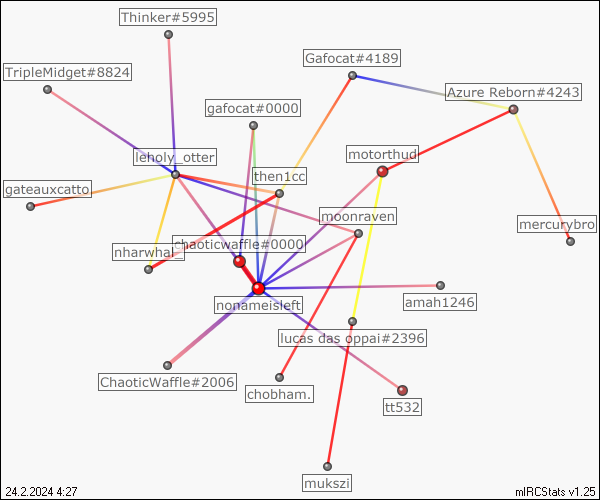 Thinker#5995
Gafocat#4189
TripleMidget#8824
Azure Reborn#4243
gafocat#0000
leholy_otter
motorthud
then1cc
gateauxcatto
moonraven
mercurybro
chaoticwaffle#0000
nharwhal_
nonameisleft
amah1246
lucas das oppai#2396
ChaoticWaffle#2006
chobham.
tt532
mukszi
24.2.2024 4:27
mIRCStats v1.25